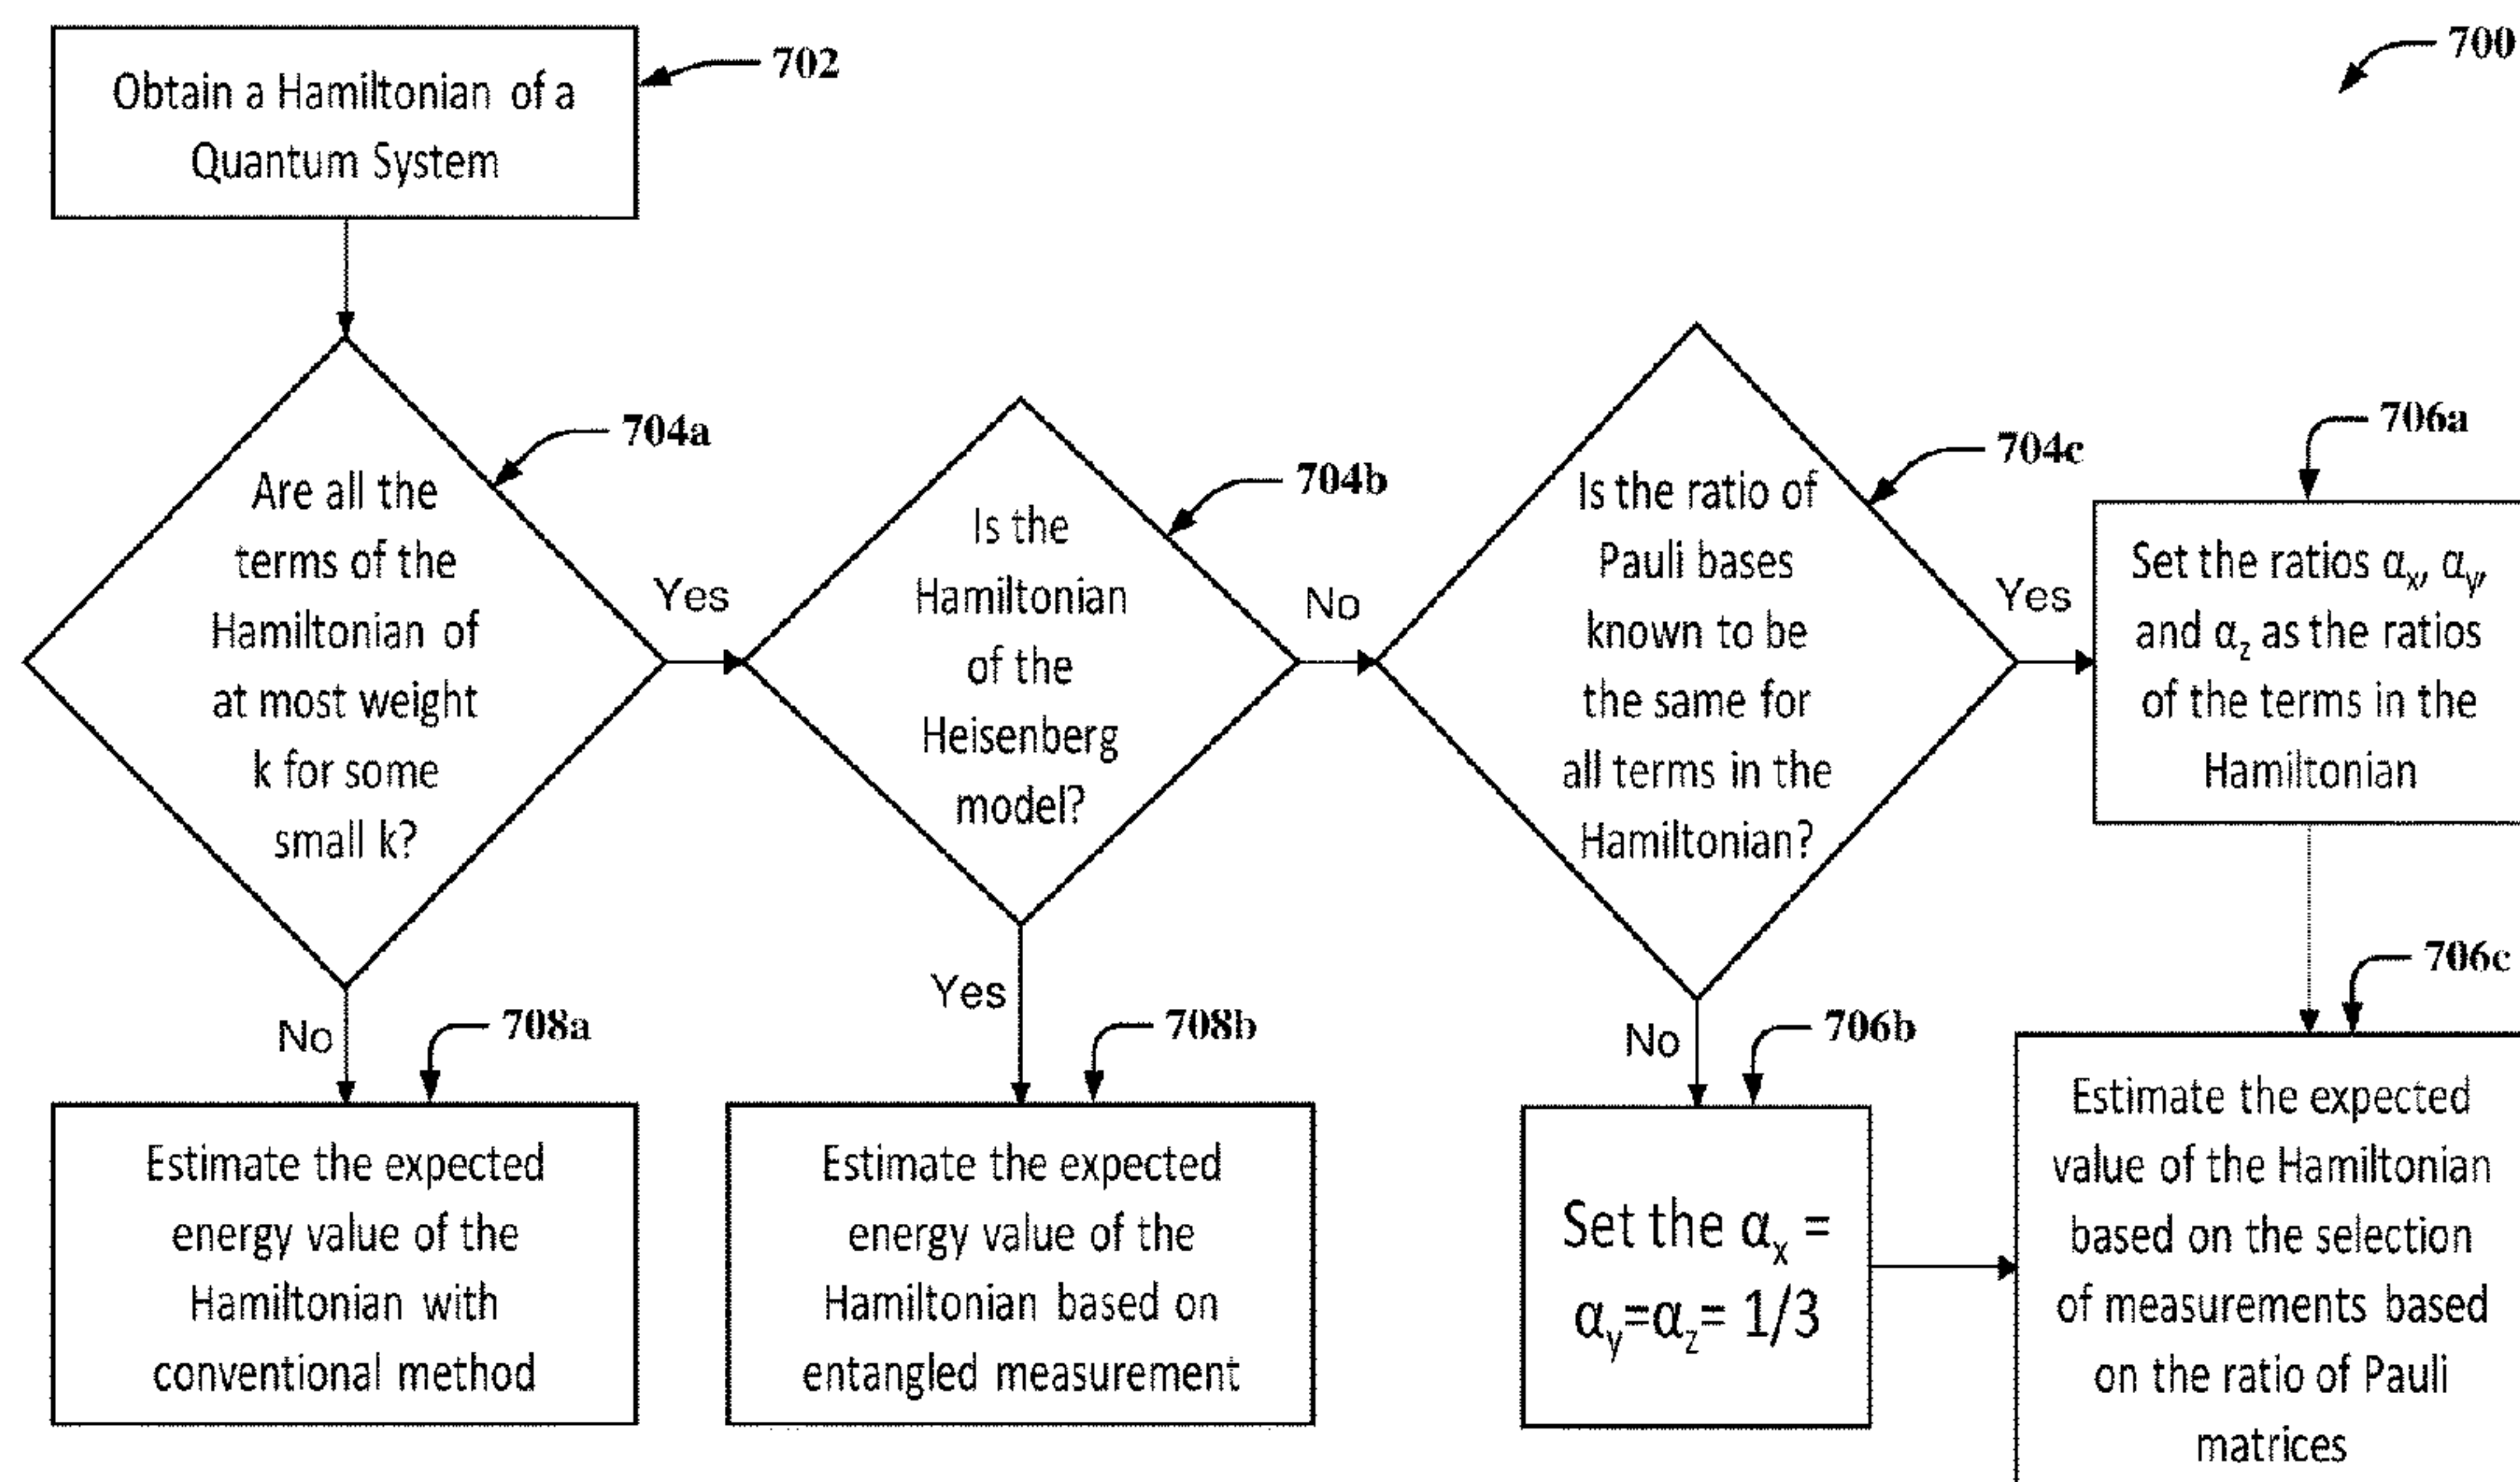 700
702
Obtain a Hamiltonian of a
Quantum System
704a
Are all the
terms of the
Hamiltonian of
at most weight
k for some
small k?
Yes
No
704b
Is the
Hamiltonian
of the
Heisenberg
model?
No
Yes
704c
Is the ratio of
Pauli bases
known to be
the same for
all terms in the
Hamiltonian?
Yes
No
706a
Set the ratios αx, αy,
and αz as the ratios
of the terms in the
Hamiltonian
708a
Estimate the expected
energy value of the
Hamiltonian with
conventional method
708b
Estimate the expected
energy value of the
Hamiltonian based on
entangled measurement
706b
Set the αx =
αy=αz= 1/3
706c
Estimate the expected
value of the Hamiltonian
based on the selection
of measurements based
on the ratio of Pauli
matrices